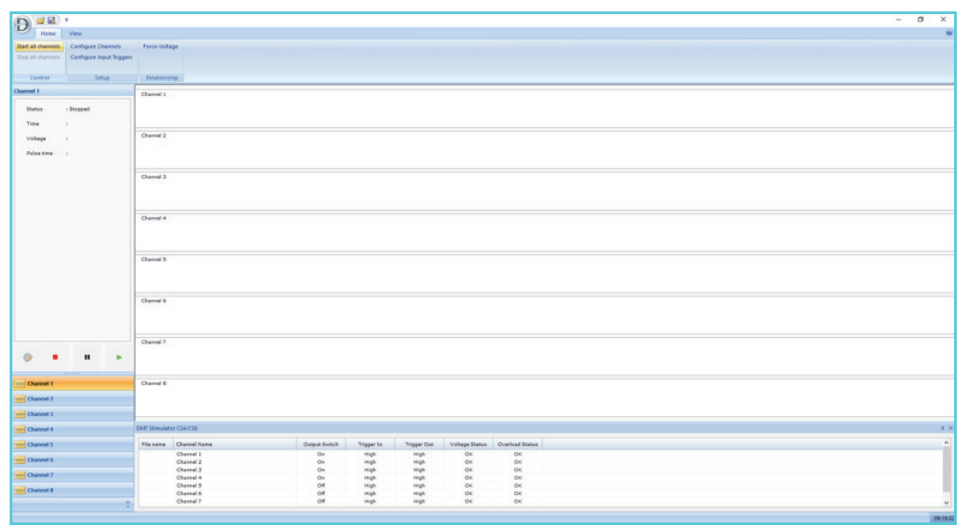 D
Home View
Start all channels Configure Channels Force-Voltage
Stop all channels Configure Input Triggers
Control Setup Relationship
Channel 1
Status : Stopped
Time :
Voltage :
Pulse time :
Channel 1
Channel 2
Channel 3
Channel 4
Channel 5
Channel 6
Channel 7
Channel 8
Channel 1
Channel 2
Channel 3
Channel 4
Channel 5
Channel 6
Channel 7
Channel 8
DMT Stimulator CS4/CS8
File name Channel Name Output Switch Trigger In Trigger Out Voltage Status Overload Status
Channel 1 On High High OK OK
Channel 2 On High High OK OK
Channel 3 On High High OK OK
Channel 4 On High High OK OK
Channel 5 Off High High OK OK
Channel 6 Off High High OK OK
Channel 7 Off High High OK OK